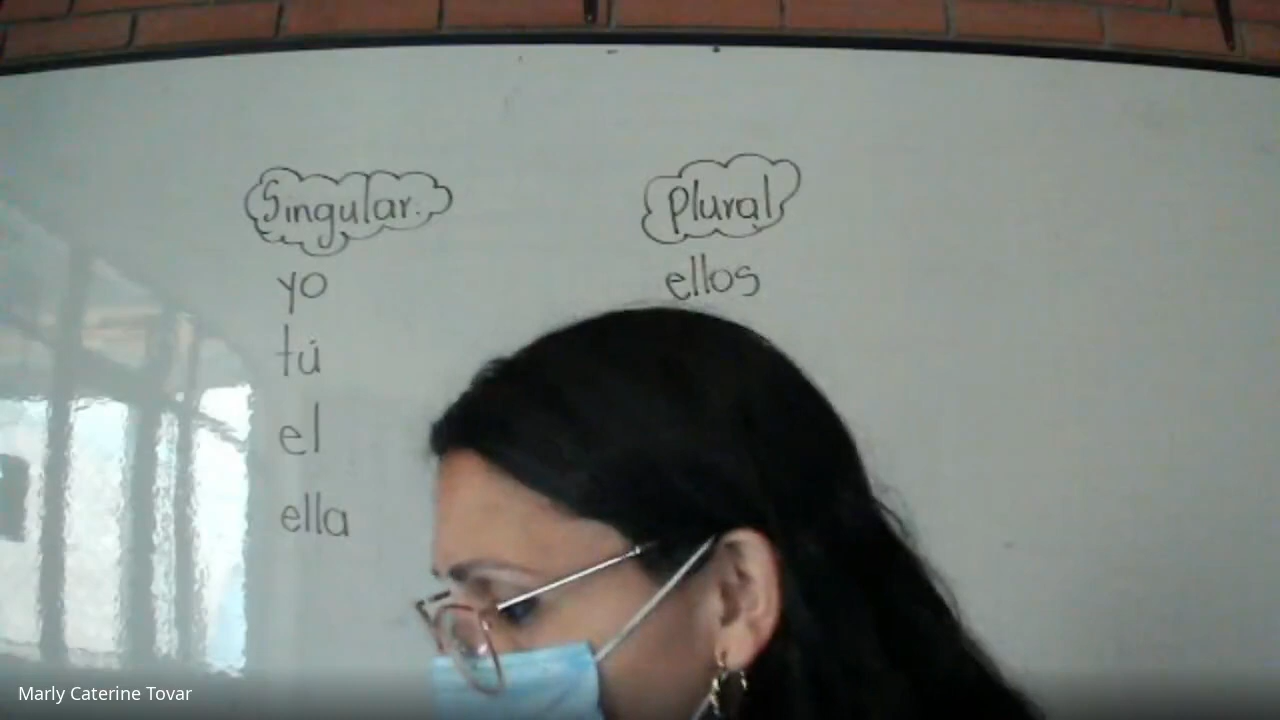 Singular.
yo
tú
el
ella
Plural
ellos
Marly Caterine Tovar